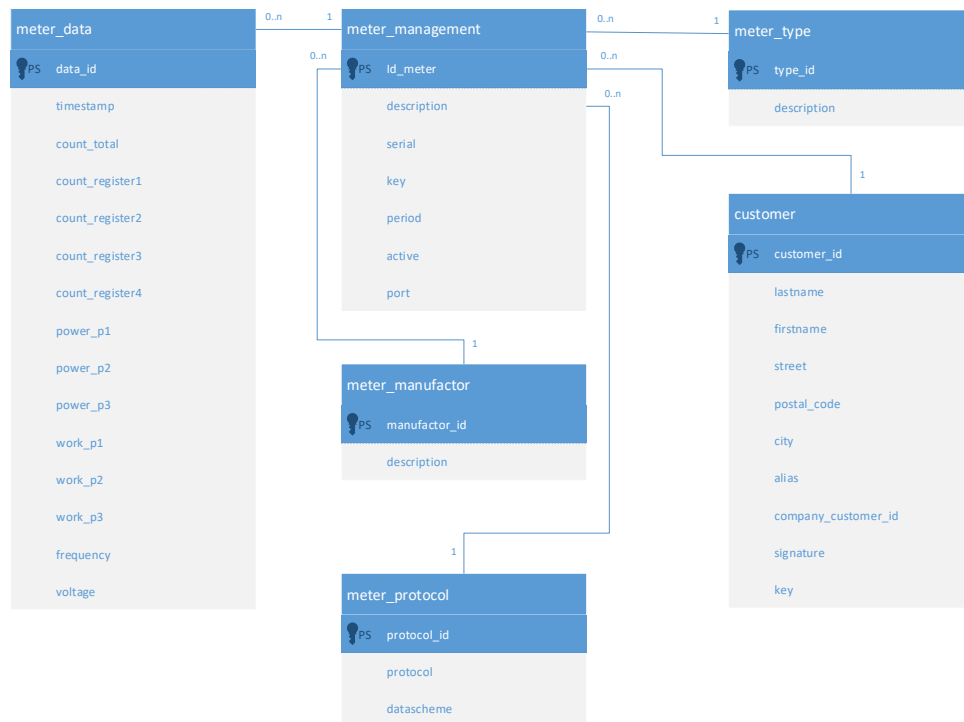 meter_data
PS data_id
timestamp
count_total
count_register1
count_register2
count_register3
count_register4
power_p1
power_p2
power_p3
work_p1
work_p2
work_p3
frequency
voltage
0..n 1
meter_management
PS Id_meter
description
serial
key
period
active
port
0..n 1
meter_type
PS type_id
description
0..n
0..n
0..n
1
customer
PS customer_id
lastname
firstname
street
postal_code
city
alias
company_customer_id
signature
key
1
meter_manufactor
PS manufactor_id
description
1
meter_protocol
PS protocol_id
protocol
datascheme